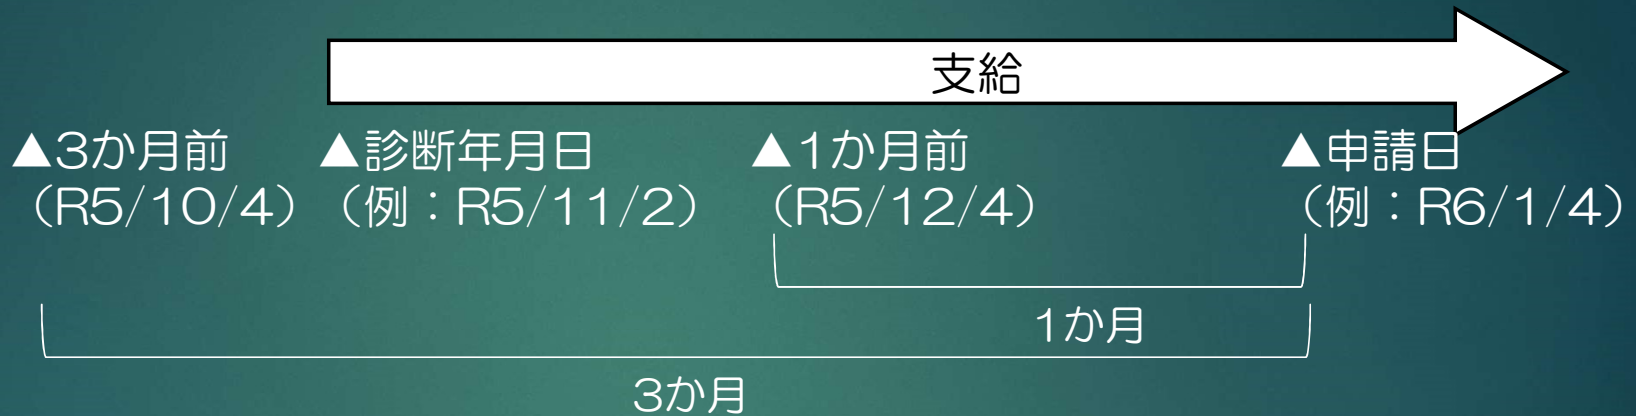 支給
▲3か月前
（R5/10/4）
▲診断年月日
（例：R5/11/2）
▲1か月前
（R5/12/4）
▲申請日
（例：R6/1/4）
1か月
3か月